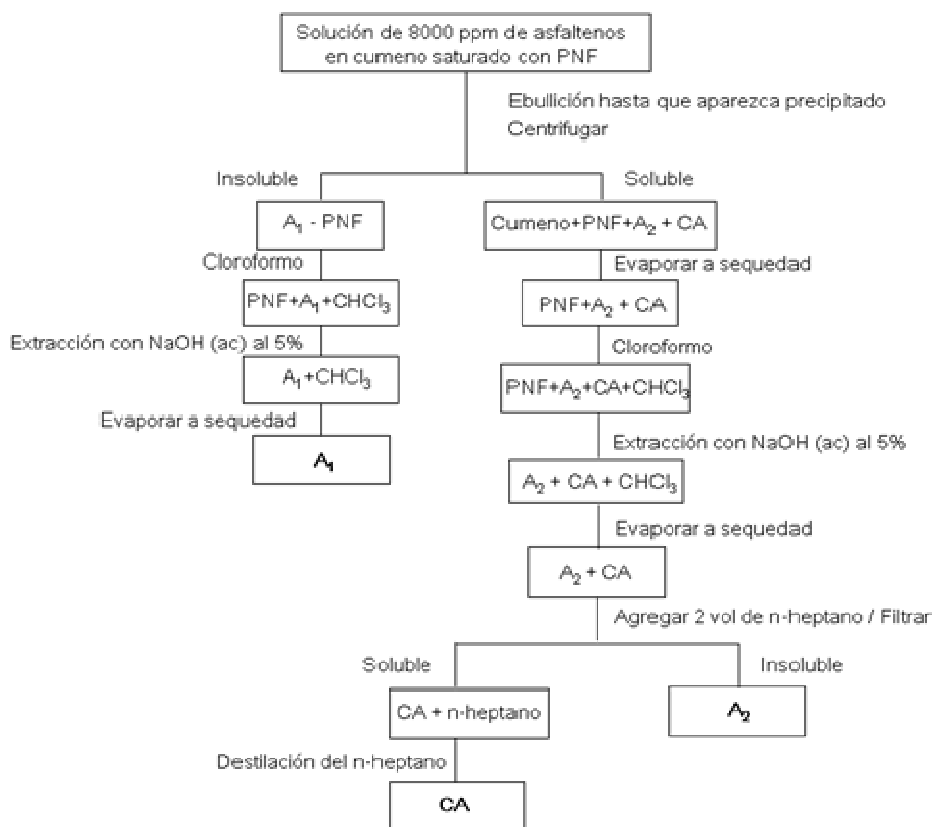 Solución de 8000 ppm de asfaltenos
en cumeno saturado con PNF
Ebullición hasta que aparezca precipitado
Centrifugar
Insoluble
Soluble
A₁ - PNF
Cumeno+PNF+A₂ + CA
Cloroformo
Evaporar a sequedad
PNF+A₁+CHCl₃
PNF+A₂ + CA
Extracción con NaOH (ac) al 5%
Cloroformo
A₁+CHCl₃
PNF+A₂+CA+CHCl₃
Evaporar a sequedad
Extracción con NaOH (ac) al 5%
A₁
A₂ + CA + CHCl₃
Evaporar a sequedad
A₂ + CA
Agregar 2 vol de n-heptano / Filtrar
Soluble
Insoluble
CA + n-heptano
A₂
Destilación del n-heptano
CA